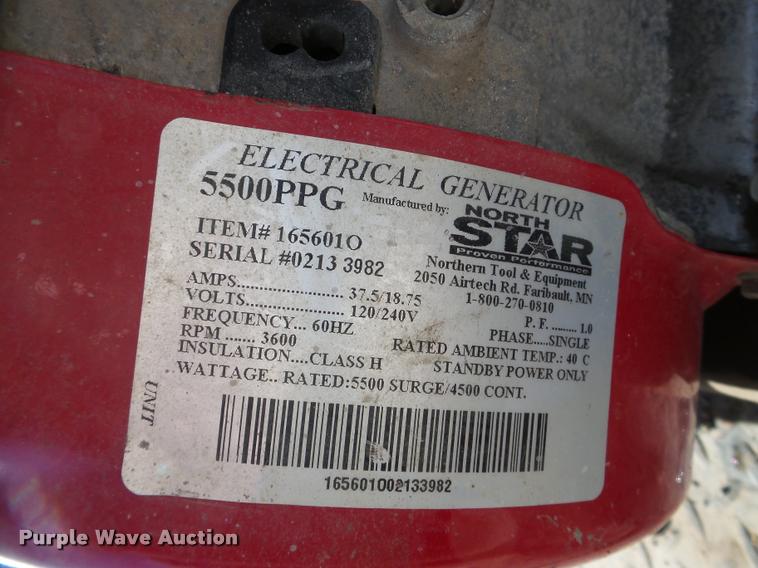 ELECTRICAL GENERATOR
5500PPG Manufactured by: NORTH STAR
Proven Performance
ITEM# 165601O
SERIAL #0213 3982
Northern Tool & Equipment
2050 Airtech Rd. Faribault, MN
1-800-270-0810
AMPS........................ 37.5/18.75
VOLTS...................... 120/240V
P. F. ......... 1.0
FREQUENCY... 60HZ
PHASE.....SINGLE
RPM ....... 3600
RATED AMBIENT TEMP.: 40 C
INSULATION....CLASS H
STANDBY POWER ONLY
WATTAGE.. RATED:5500 SURGE/4500 CONT.
UNIT
165601O02133982
Purple Wave Auction